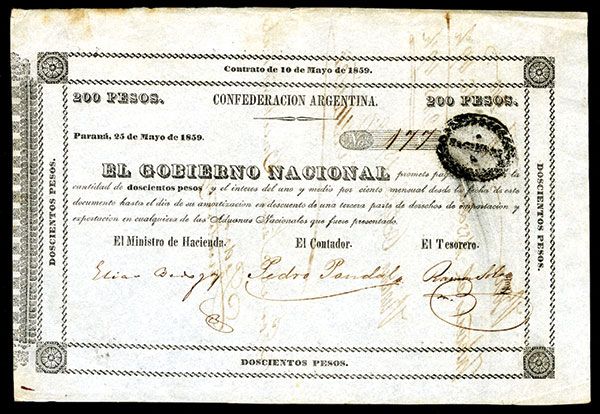 Contrato de 10 de Mayo de 1859.
200 PESOS. CONFEDERACION ARGENTINA. 200 PESOS.
Paraná, 25 de Mayo de 1859. Nº 177
EL GOBIERNO NACIONAL promete la
cantidad de doscientos pesos y el interes del uno y medio por ciento mensual desde la fecha de este
documento hasta el dia de su amortizacion en descuento de una tercera parte de derechos de importacion y
exportacion en cualquiera de las Aduanas Nacionales que fuere presentado.
El Ministro de Hacienda. El Contador. El Tesorero.
Elias Pedro
DOSCIENTOS PESOS.
DOSCIENTOS PESOS.
DOSCIENTOS PESOS.